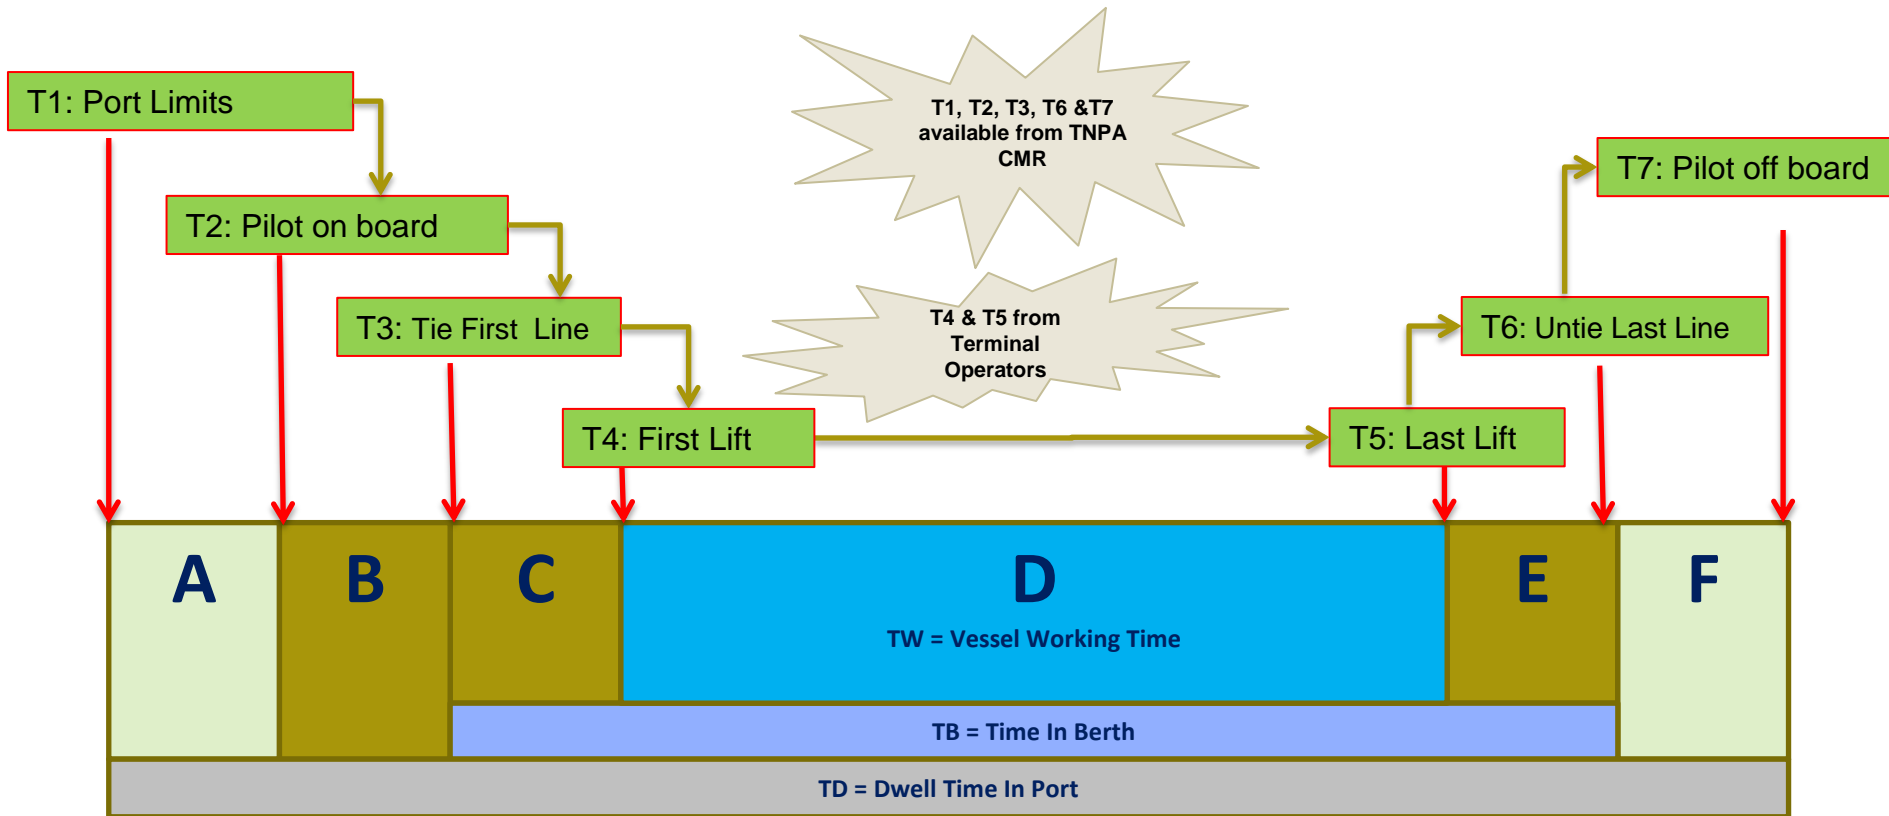 T1: Port Limits
T1, T2, T3, T6 &T7
available from TNPA
CMR
T7: Pilot off board
T2: Pilot on board
T3: Tie First Line
T4 & T5 from
Terminal
Operators
T6: Untie Last Line
T4: First Lift
T5: Last Lift
A
B
C
D
E
F
TW = Vessel Working Time
TB = Time In Berth
TD = Dwell Time In Port